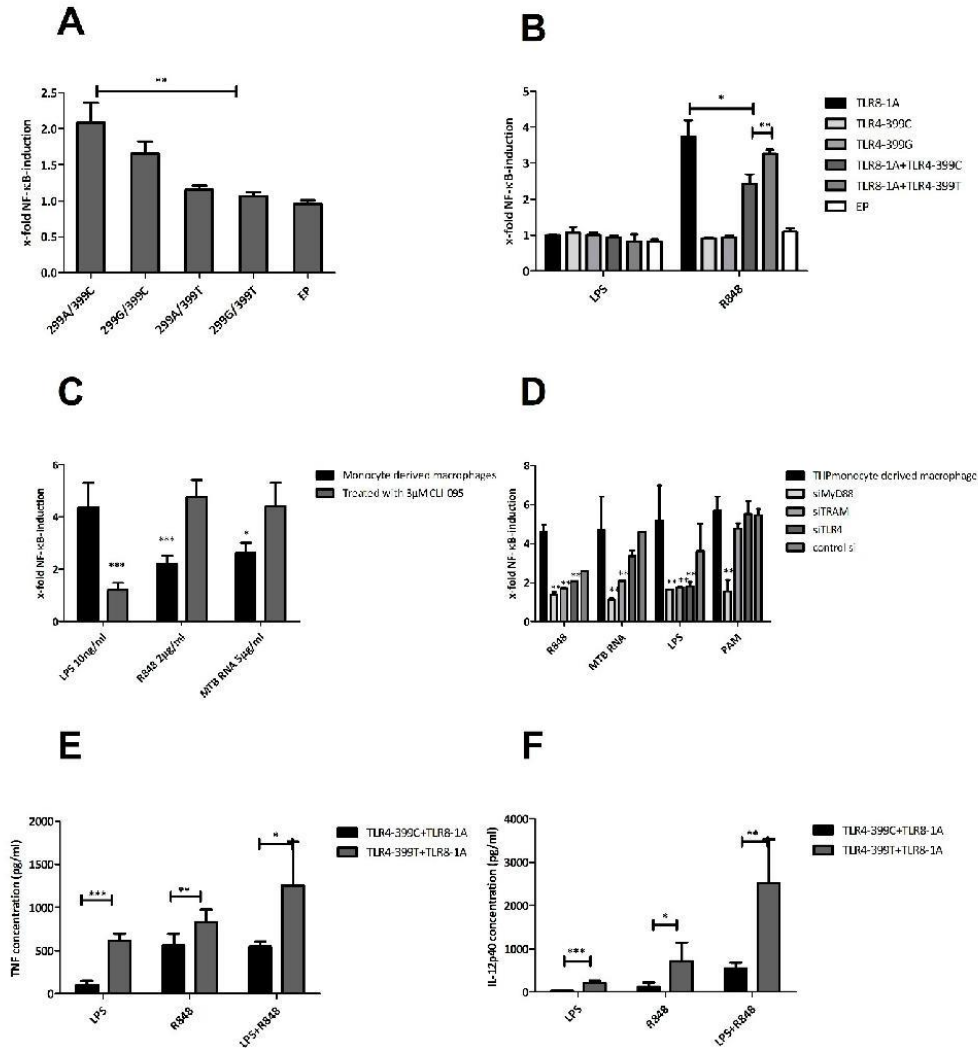 A
x-fold NF-κB-induction
2.5
2.0
1.5
1.0
0.5
0.0
**
299A/399C
299G/399C
299A/399T
299G/399T
EP
B
x-fold NF-κB-induction
5
4
3
2
1
0
*
**
LPS
R848
TLR8-1A
TLR4-399C
TLR4-399G
TLR8-1A+TLR4-399C
TLR8-1A+TLR4-399T
EP
C
x-fold NF-κB-induction
6
4
2
0
***
***
*
LPS 10ng/ml
R848 2μg/ml
MTB RNA 5μg/ml
Monocyte derived macrophages
Treated with 3μM CLI 095
D
x-fold NF-κB-induction
8
6
4
2
0
**
**
**
**
**
**
**
**
**
R848
MTB RNA
LPS
PAM
THPmonocyte derived macrophage
siMyD88
siTRAM
siTLR4
control si
E
TNF concentration (pg/ml)
2000
1500
1000
500
0
***
**
*
LPS
R848
LPS+R848
TLR4-399C+TLR8-1A
TLR4-399T+TLR8-1A
F
IL-12p40 concentration (pg/ml)
4000
3000
2000
1000
0
***
*
**
LPS
R848
LPS+R848
TLR4-399C+TLR8-1A
TLR4-399T+TLR8-1A